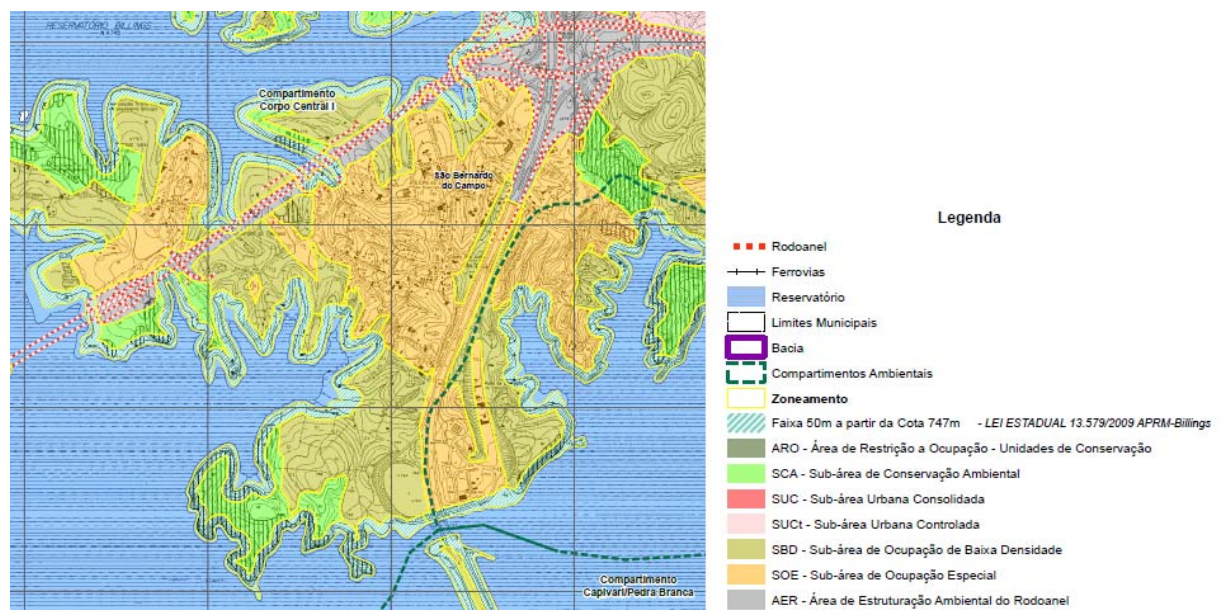 RESERVATÓRIO BILLINGS
Compartimento
Corpo Central I
São Bernardo
do Campo
Compartimento
Capivari/Pedra Branca
Legenda
Rodoanel
Ferrovias
Reservatório
Limites Municipais
Bacia
Compartimentos Ambientais
Zoneamento
Faixa 50m a partir da Cota 747m - LEI ESTADUAL 13.579/2009 APRM-Billings
ARO - Área de Restrição a Ocupação - Unidades de Conservação
SCA - Sub-área de Conservação Ambiental
SUC - Sub-área Urbana Consolidada
SUCt - Sub-área Urbana Controlada
SBD - Sub-área de Ocupação de Baixa Densidade
SOE - Sub-área de Ocupação Especial
AER - Área de Estruturação Ambiental do Rodoanel